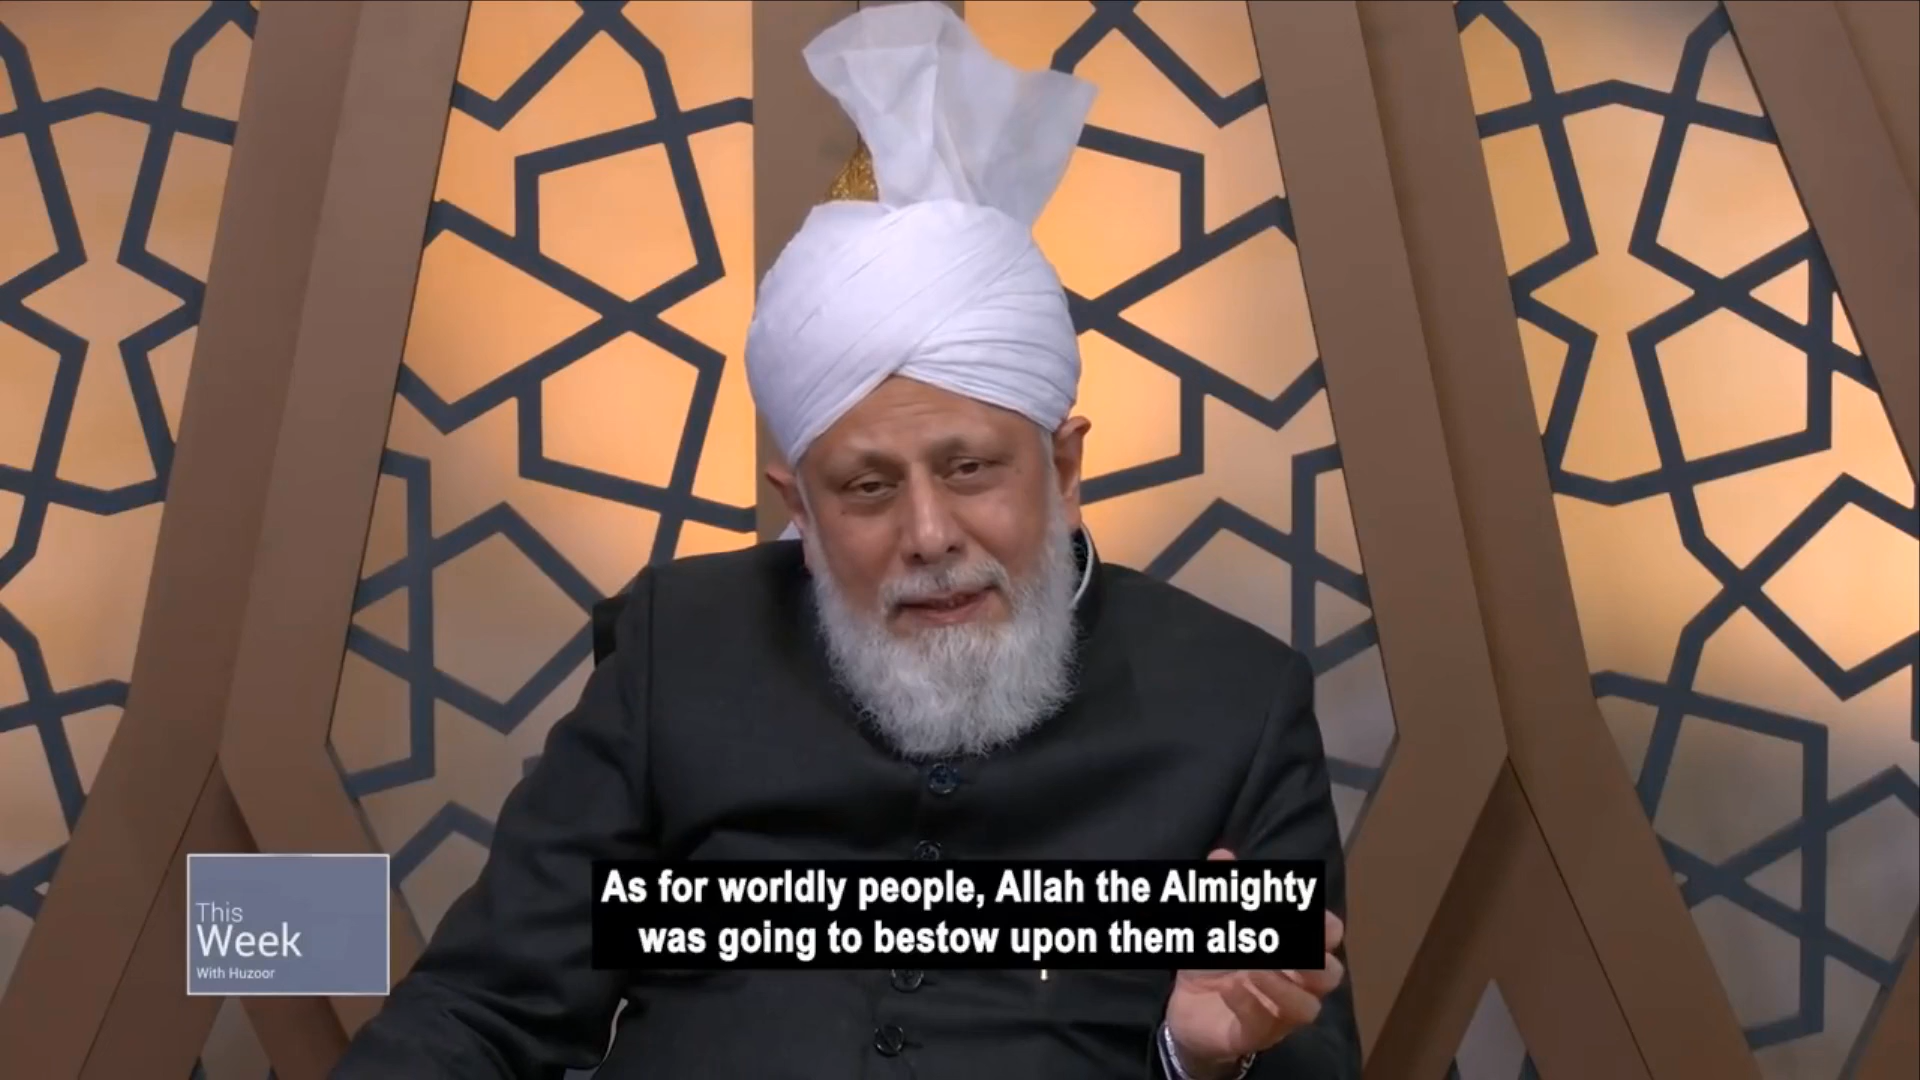 As for worldly people, Allah the Almighty
was going to bestow upon them also
This
Week
With Huzoor